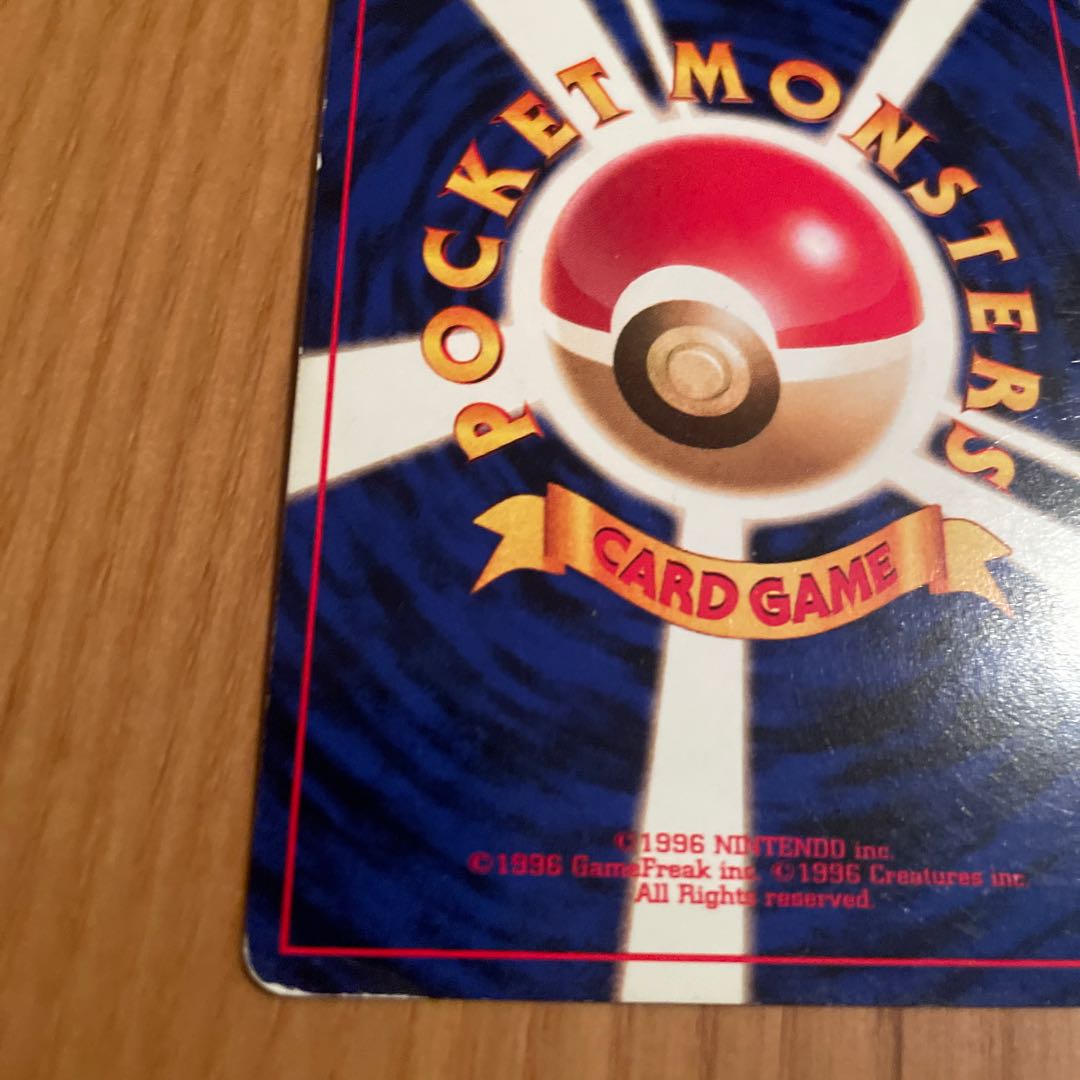 POCKET MONSTERS
CARD GAME
©1996 NINTENDO inc.
©1996 GameFreak inc. ©1996 Creatures inc.
All Rights reserved.